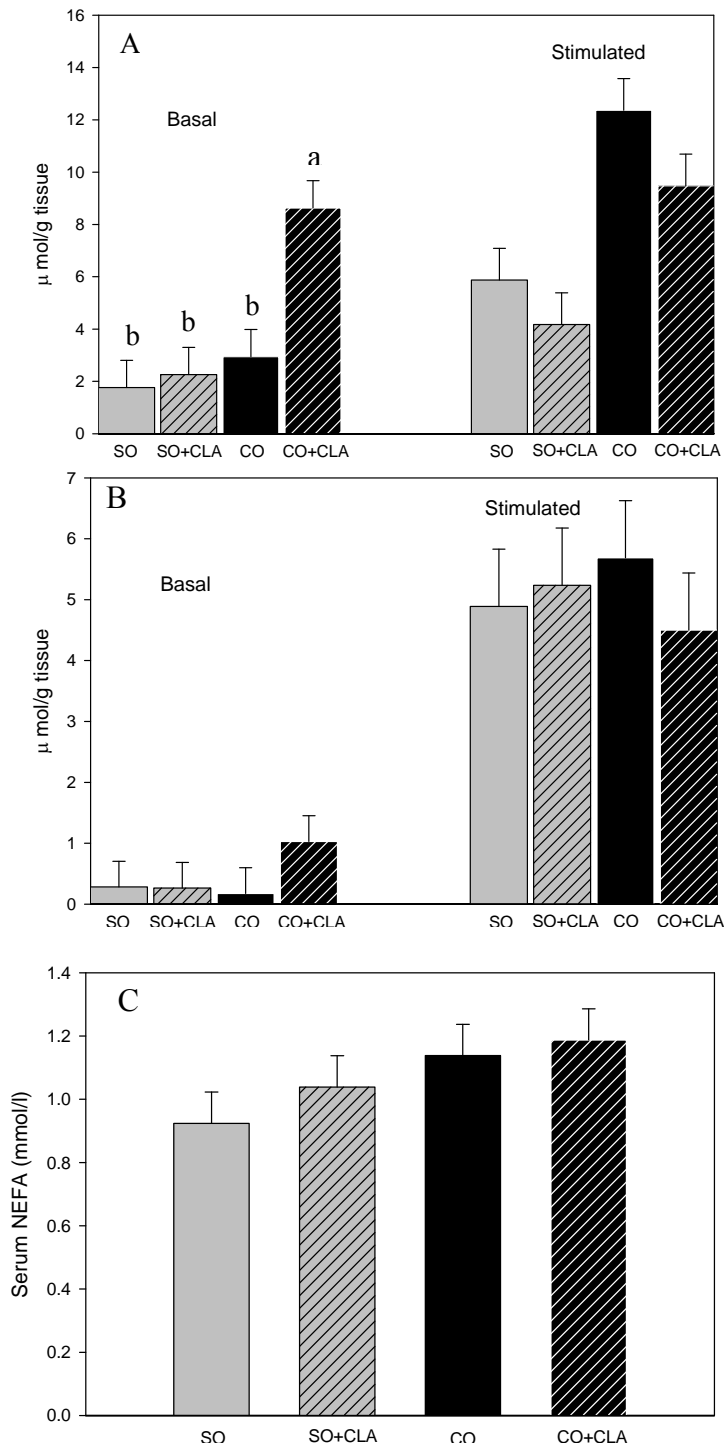 16
A
Stimulated
14
12
Basal
a
10
μ mol/g tissue
8
6
b b b
4
2
0
SO SO+CLA CO CO+CLA SO SO+CLA CO CO+CLA
7
B
Stimulated
6
Basal
5
μ mol/g tissue
4
3
2
1
0
SO SO+CLA CO CO+CLA SO SO+CLA CO CO+CLA
1.4
C
1.2
1.0
Serum NEFA (mmol/l)
0.8
0.6
0.4
0.2
0.0
SO SO+CLA CO CO+CLA